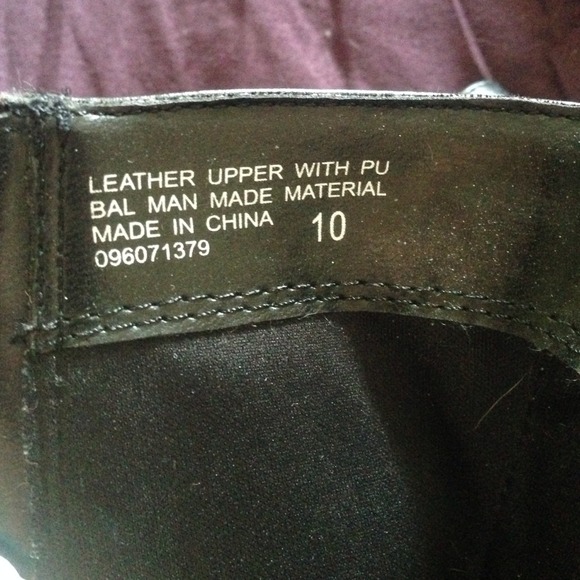 LEATHER UPPER WITH PU
BAL MAN MADE MATERIAL
MADE IN CHINA 10
096071379